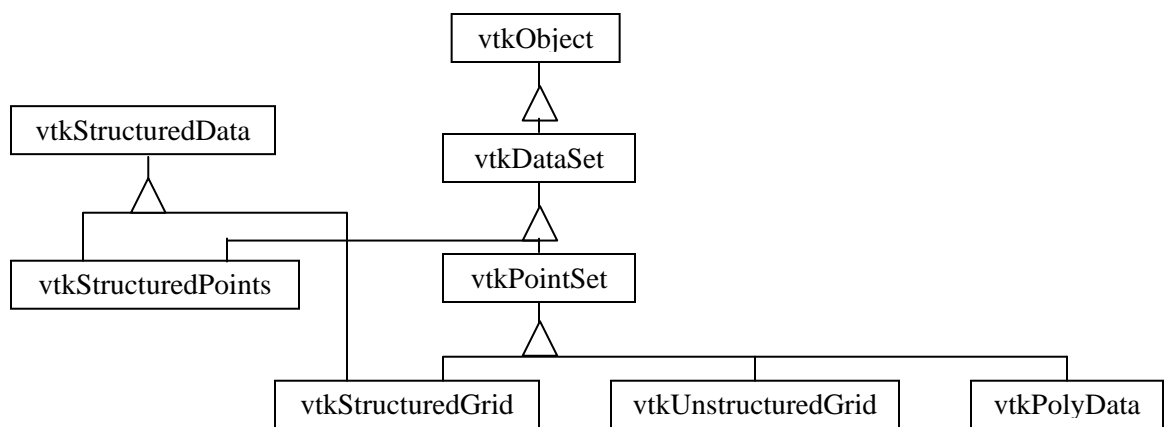 vtkObject
vtkStructuredData
vtkDataSet
vtkStructuredPoints
vtkPointSet
vtkStructuredGrid
vtkUnstructuredGrid
vtkPolyData